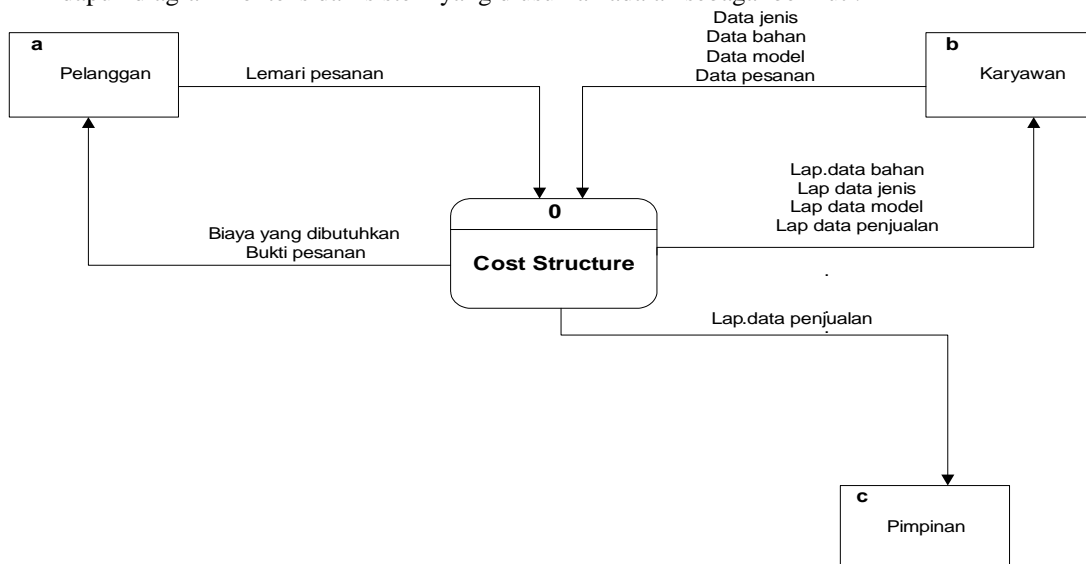 a
Pelanggan
Lemari pesanan
Data jenis
Data bahan
Data model
Data pesanan
b
Karyawan
Lap.data bahan
Lap data jenis
Lap data model
Lap data penjualan
0
Cost Structure
Biaya yang dibutuhkan
Bukti pesanan
Lap.data penjualan
c
Pimpinan